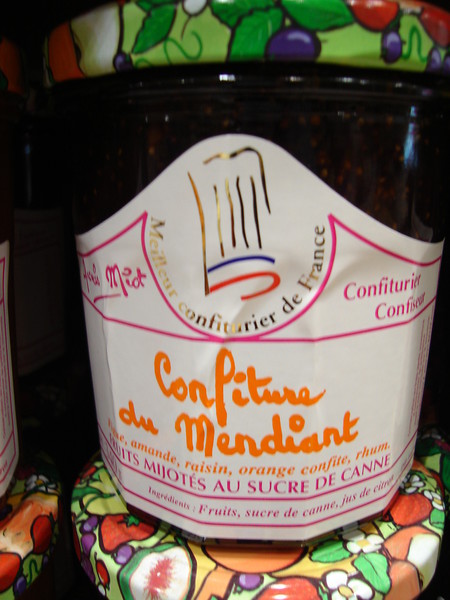 Meilleur confiturier de France
Miot
Confiturier
Confiseur
Confiture
du Mendiant
amande, raisin, orange confite, rhum.
FRUITS MIJOTÉS AU SUCRE DE CANNE
Ingrédients : Fruits, sucre de canne, jus de citron